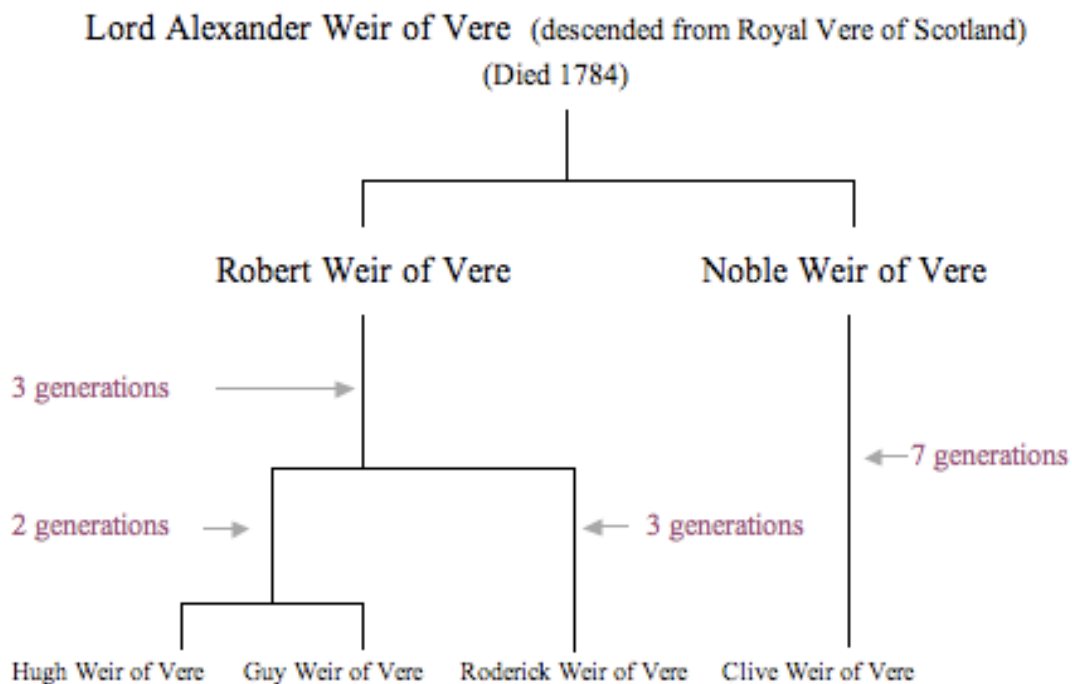 Lord Alexander Weir of Vere (descended from Royal Vere of Scotland)
(Died 1784)
Robert Weir of Vere
Noble Weir of Vere
3 generations
7 generations
2 generations
3 generations
Hugh Weir of Vere
Guy Weir of Vere
Roderick Weir of Vere
Clive Weir of Vere